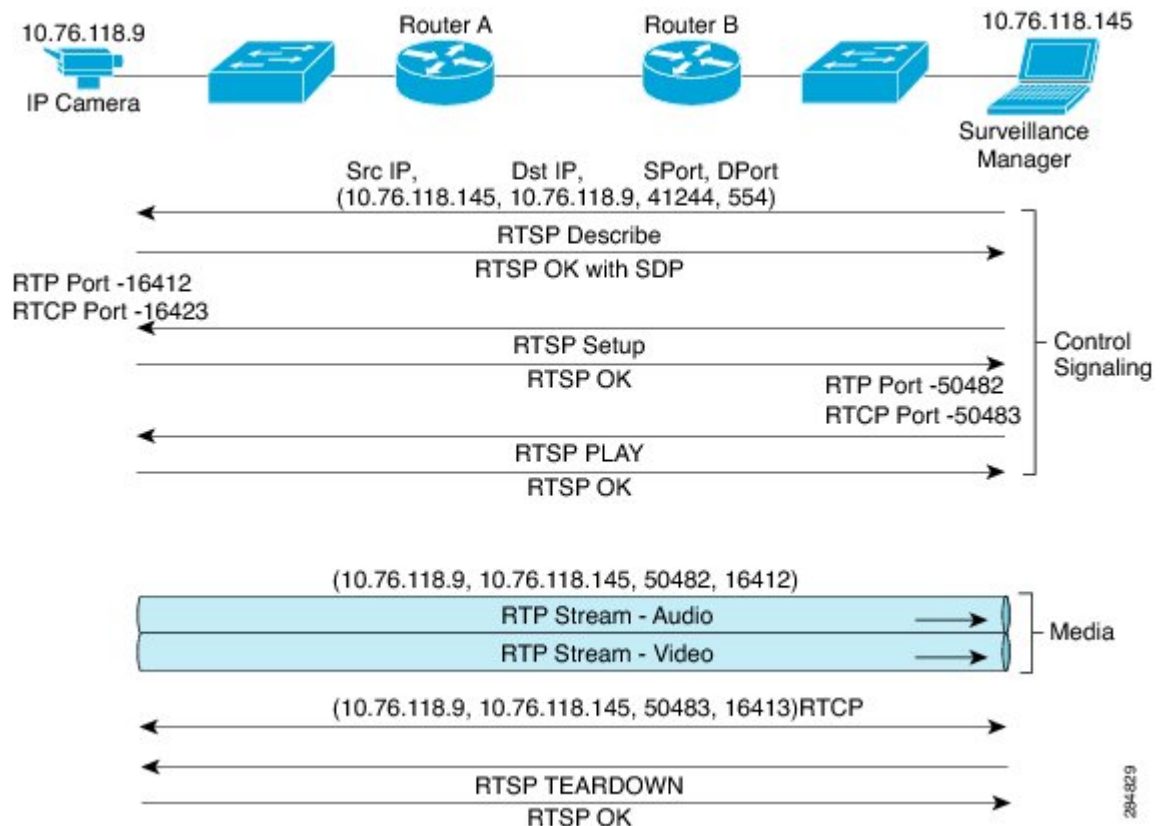 10.76.118.9
Router A
Router B
10.76.118.145
IP Camera
Surveillance
Manager
Src IP, Dst IP, SPort, DPort
(10.76.118.145, 10.76.118.9, 41244, 554)
RTSP Describe
RTSP OK with SDP
RTP Port -16412
RTCP Port -16423
RTSP Setup
RTSP OK
RTP Port -50482
RTCP Port -50483
Control
Signaling
RTSP PLAY
RTSP OK
(10.76.118.9, 10.76.118.145, 50482, 16412)
RTP Stream - Audio
RTP Stream - Video
Media
(10.76.118.9, 10.76.118.145, 50483, 16413)RTCP
RTSP TEARDOWN
RTSP OK
284829